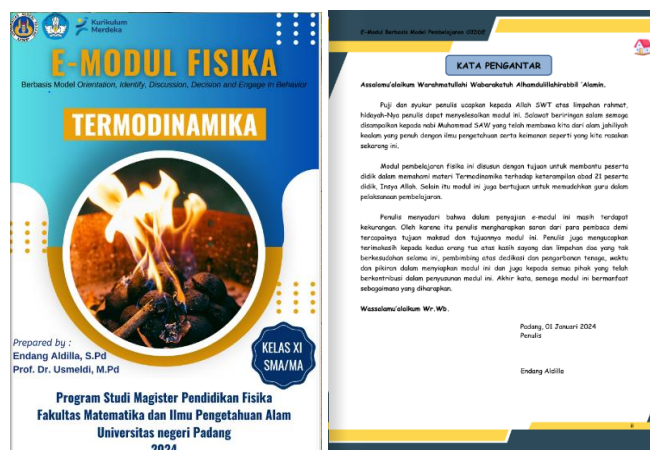 Kurikulum
Merdeka
E-MODUL FISIKA
Berbasis Model Orientation, Identify, Discussion, Decision and Engage In Behavior
TERMODINAMIKA
Prepared by :
Endang Aldilla, S.Pd
Prof. Dr. Usmeldi, M.Pd
KELAS XI
SMA/MA
Program Studi Magister Pendidikan Fisika
Fakultas Matematika dan Ilmu Pengetahuan Alam
Universitas negeri Padang
2024
E-Modul Berbasis Model Pembelajaran OIDDE
KATA PENGANTAR
Assalamu'alaikum Warahmatullahi Wabarakatuh Alhamdulillahirabbil 'Alamin.
Puji dan syukur penulis ucapkan kepada Allah SWT atas limpahan rahmat,
hidayah-Nya penulis dapat menyelesaikan modul ini. Salawat beriringan salam semoga
disampaikan kepada nabi Muhammad SAW yang telah membawa kita dari alam jahiliyah
kealam yang penuh dengan ilmu pengetahuan serta keimanan seperti yang kita rasakan
sekarang ini.
Modul pembelajaran fisika ini disusun dengan tujuan untuk membantu peserta
didik dalam memahami materi Termodinamika terhadap keterampilan abad 21 peserta
didik, Insya Allah. Selain itu modul ini juga bertujuan untuk memudahkan guru dalam
pelaksanaan pembelajaran.
Penulis menyadari bahwa dalam penyajian e-modul ini masih terdapat
kekurangan. Oleh karena itu penulis mengharapkan saran dari para pembaca demi
tercapainya tujuan maksud dan tujuannya modul ini. Penulis juga mengucapkan
terimakasih kepada kedua orang tua atas kasih sayang dan limpahan doa yang tak
berkesudahan selama ini, pembimbing atas dedikasi dan pengorbanan tenaga, waktu
dan pikiran dalam menyiapkan modul ini dan juga kepada semua pihak yang telah
berkontribusi dalam penyusunan modul ini. Akhir kata, semoga modul ini bermanfaat
sebagaimana yang diharapkan.
Wassalamu'alaikum Wr.Wb.
Padang, 01 Januari 2024
Penulis
Endang Aldilla